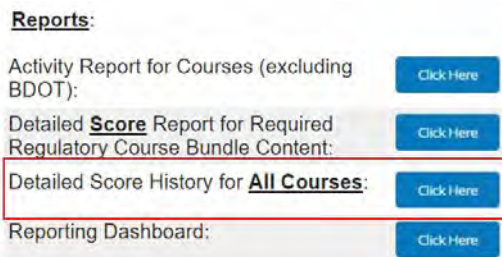 Reports:
Activity Report for Courses (excluding
BDOT):
Click Here
Detailed Score Report for Required
Regulatory Course Bundle Content:
Click Here
Detailed Score History for All Courses:
Click Here
Reporting Dashboard:
Click Here